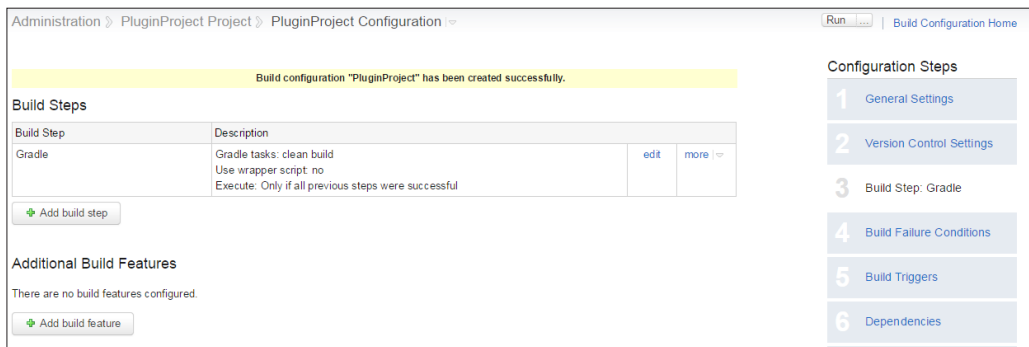 Administration » PluginProject Project » PluginProject Configuration
Run ... | Build Configuration Home
Build configuration "PluginProject" has been created successfully.
Build Steps
Build Step Description
Gradle Gradle tasks: clean build edit more
Use wrapper script: no
Execute: Only if all previous steps were successful
Add build step
Additional Build Features
There are no build features configured.
Add build feature
Configuration Steps
1 General Settings
2 Version Control Settings
3 Build Step: Gradle
4 Build Failure Conditions
5 Build Triggers
6 Dependencies